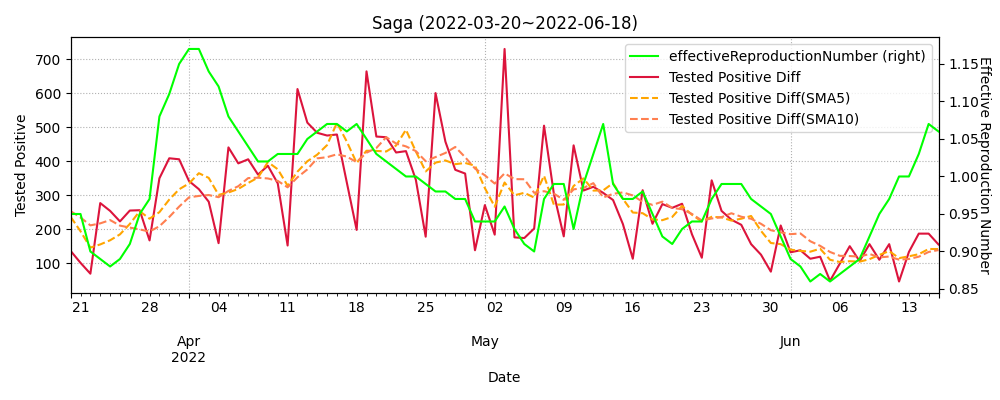 Saga (2022-03-20~2022-06-18)
effectiveReproductionNumber (right)
Tested Positive Diff
Tested Positive Diff(SMA5)
Tested Positive Diff(SMA10)
Tested Positive
700
600
500
400
300
200
100
1.15
1.10
1.05
1.00
0.95
0.90
0.85
Effective Reproduction Number
21 28 04 11 18 25 02 09 16 23 30 06 13
Apr May Jun
2022
Date